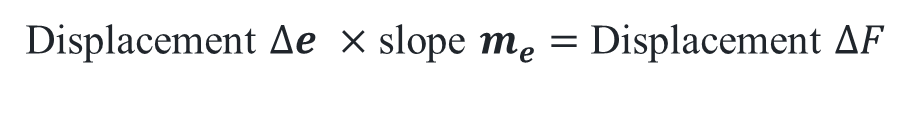 Displacement Δe × slope mₑ = Displacement ΔF